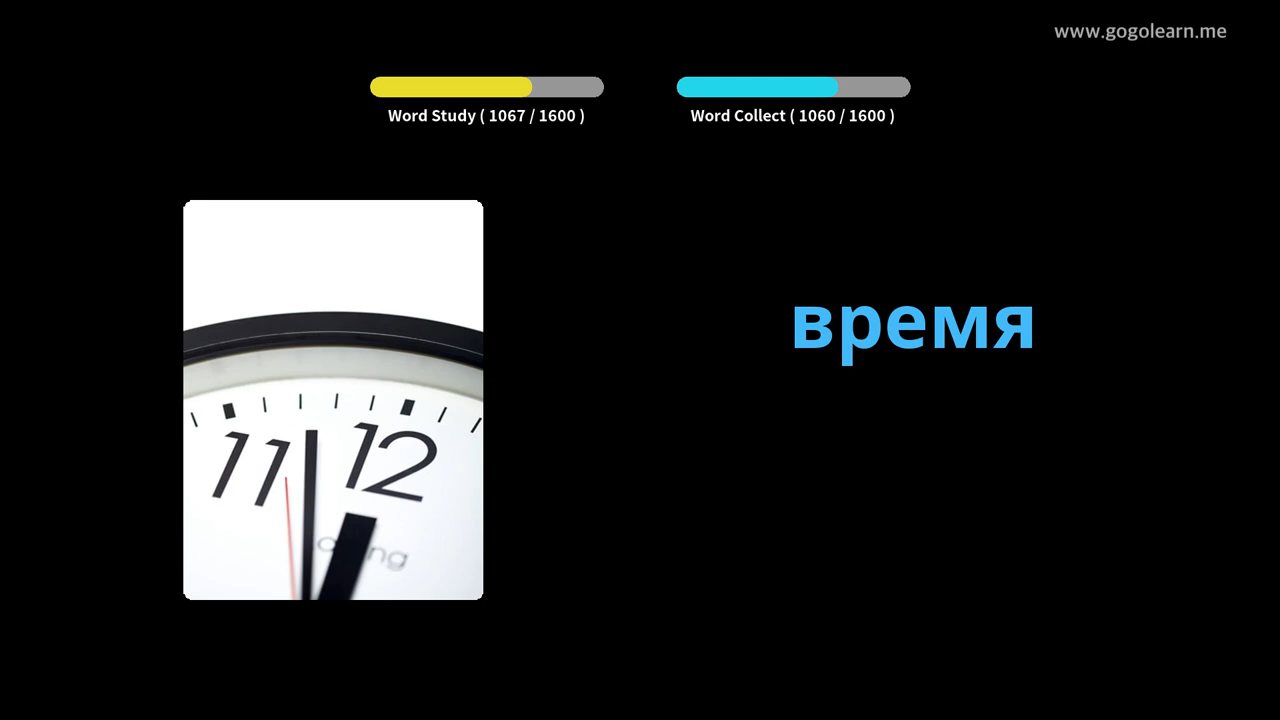 www.gogolearn.me
Word Study ( 1067 / 1600 )
Word Collect ( 1060 / 1600 )
время
11
12